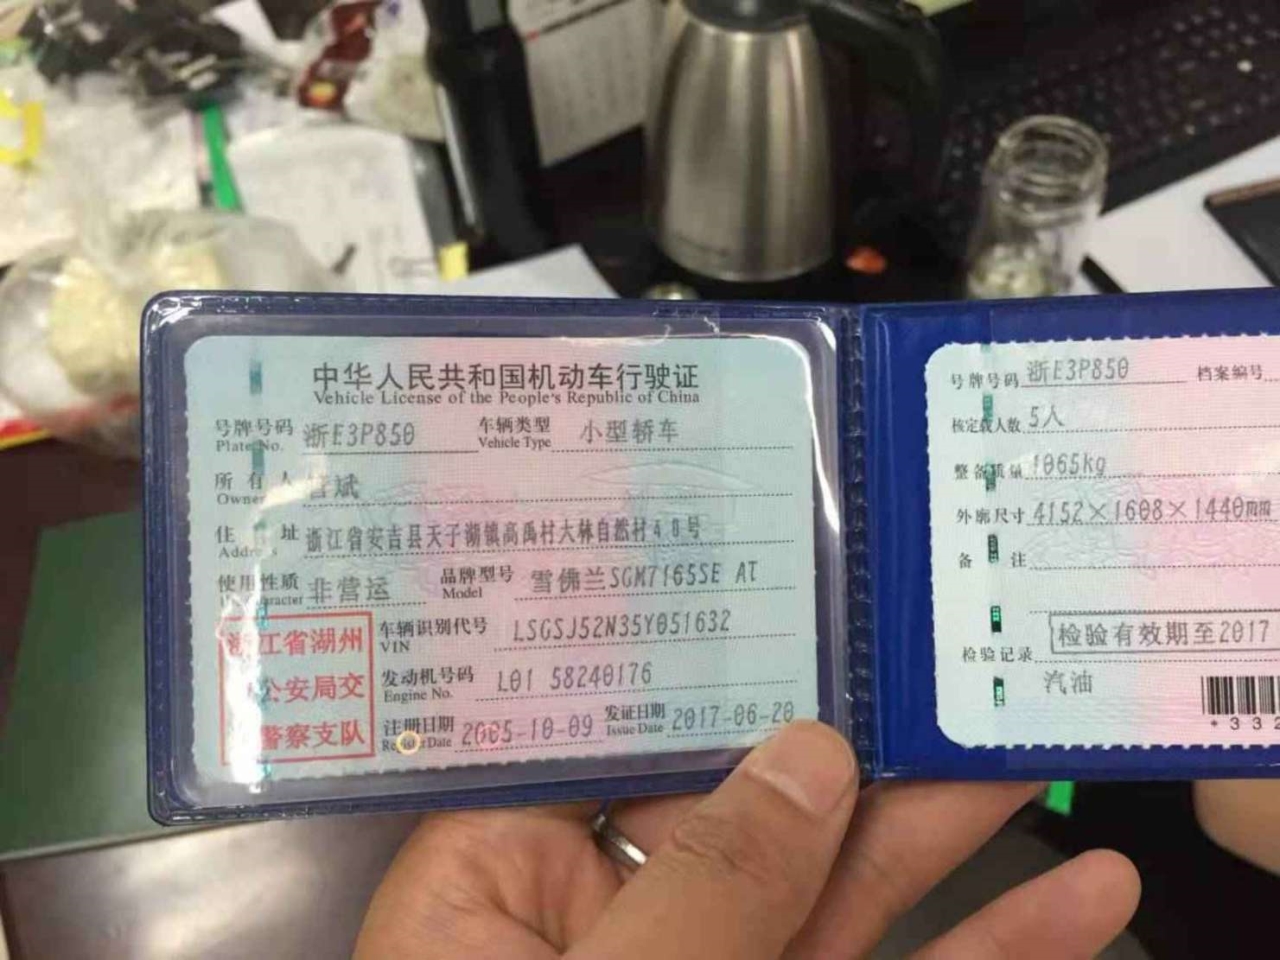 中华人民共和国机动车行驶证
Vehicle License of the People's Republic of China
号牌号码 浙E3P850 车辆类型 小型轿车
Plate No. Vehicle Type
所有人 斌
Owner
住址 浙江省安吉县天子湖镇高禹村大林自然村40号
Address
使用性质 非营运 品牌型号 雪佛兰SGM7165SE AT
Character Model
浙江省湖州
公安局交
警察支队
车辆识别代号 LSGSJ52N35Y051632
VIN
发动机号码 L01 58240176
Engine No.
注册日期 2005-10-09 发证日期 2017-06-20
Register Date Issue Date
号牌号码 浙E3P850 档案编号
核定载人数 5人
整备质量 1065kg
外廓尺寸 4152×1608×1440mm
备注
检验有效期至2017
检验记录
汽油
*332